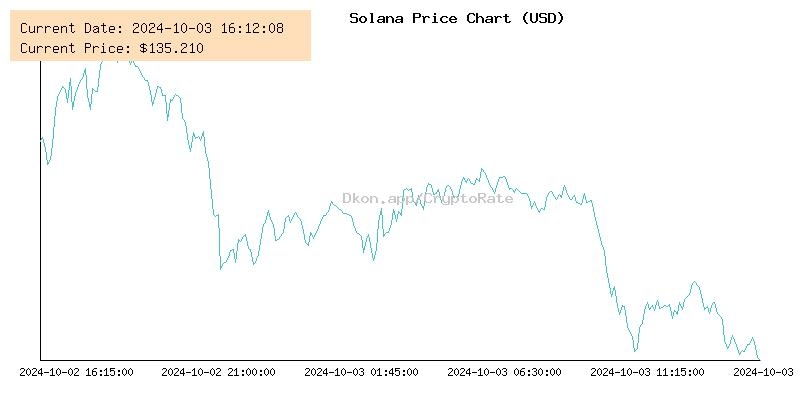 Solana Price Chart (USD)
Current Date: 2024-10-03 16:12:08
Current Price: $135.210
Dkon.app/CryptoRate
2024-10-02 16:15:00
2024-10-02 21:00:00
2024-10-03 01:45:00
2024-10-03 06:30:00
2024-10-03 11:15:00
2024-10-03